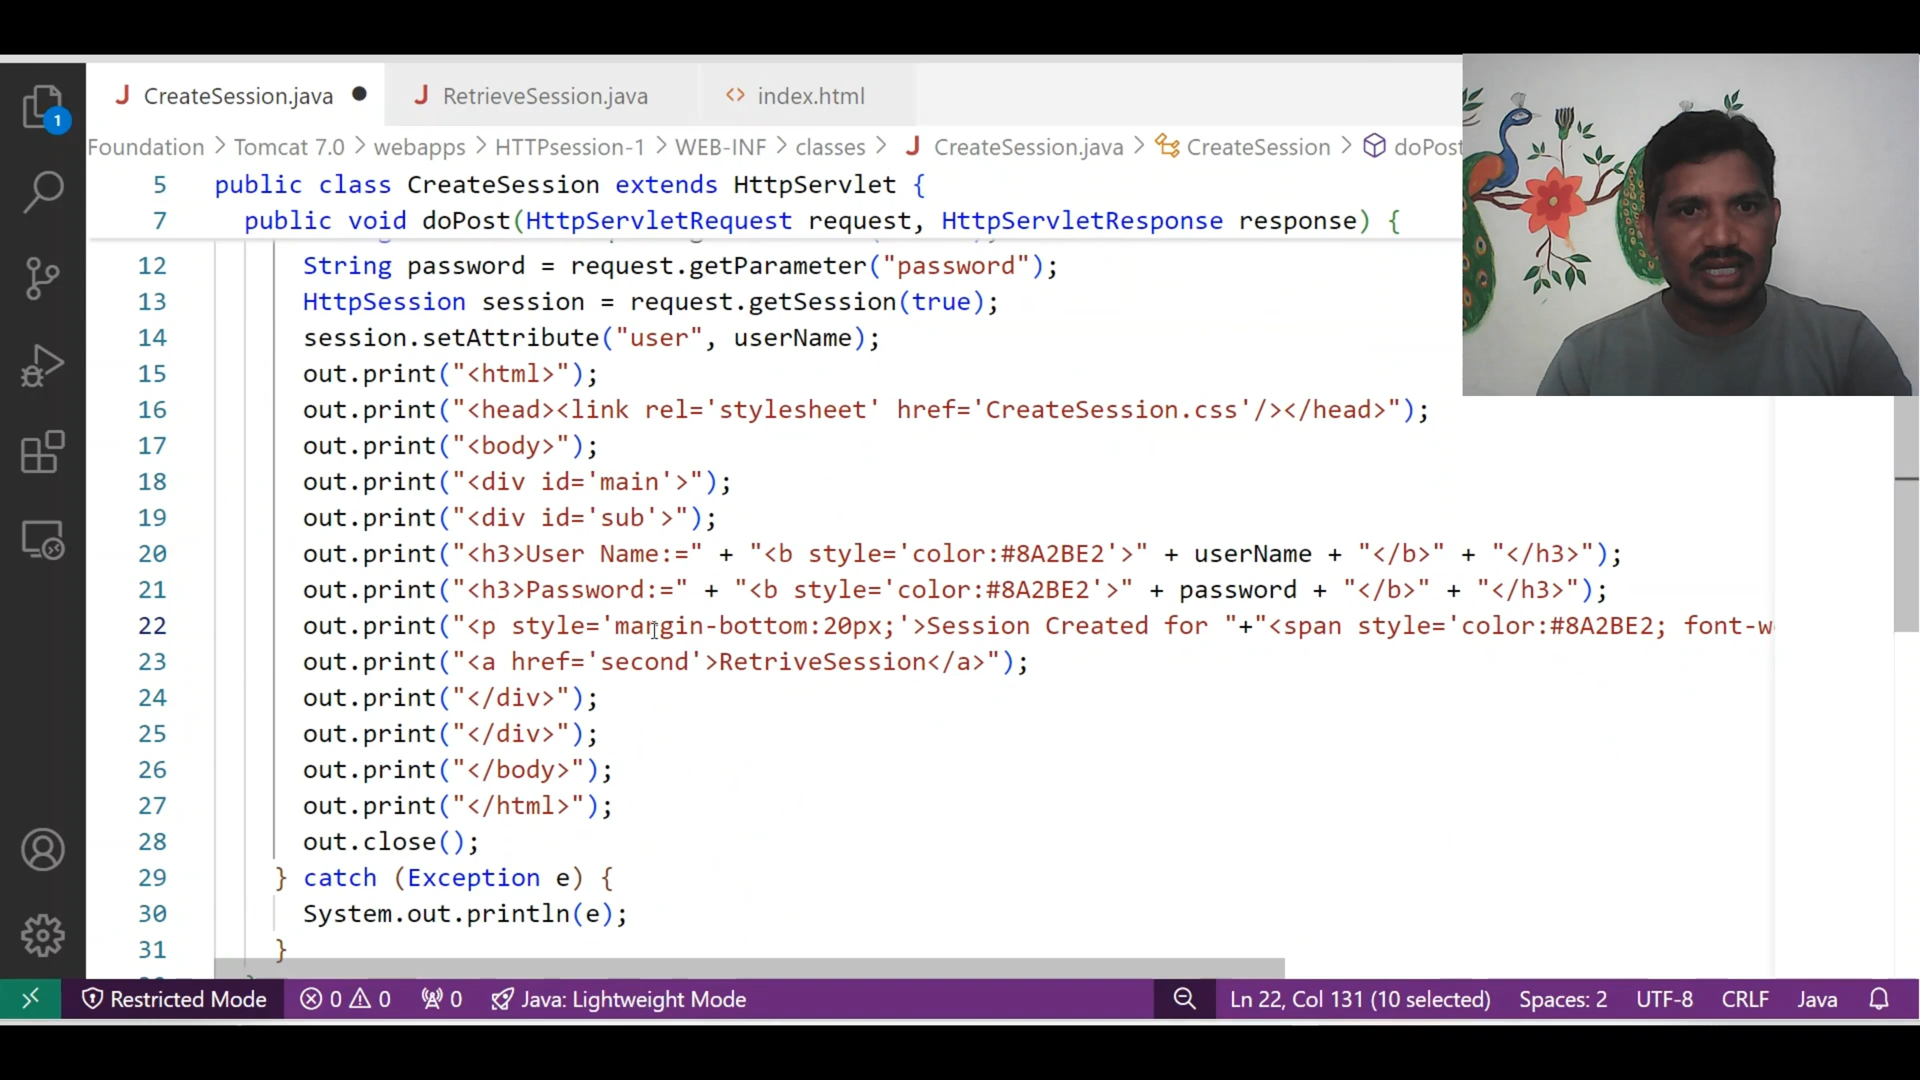 1
CreateSession.java RetrieveSession.java index.html
Foundation > Tomcat 7.0 > webapps > HTTPsession-1 > WEB-INF > classes > CreateSession.java > CreateSession > doPost
5 public class CreateSession extends HttpServlet {
7 public void doPost(HttpServletRequest request, HttpServletResponse response) {
12 String password = request.getParameter("password");
13 HttpSession session = request.getSession(true);
14 session.setAttribute("user", userName);
15 out.print("<html>");
16 out.print("<head><link rel='stylesheet' href='CreateSession.css'/></head>");
17 out.print("<body>");
18 out.print("<div id='main'>");
19 out.print("<div id='sub'>");
20 out.print("<h3>User Name:=" + "<b style='color:#8A2BE2'>" + userName + "</b>" + "</h3>");
21 out.print("<h3>Password:=" + "<b style='color:#8A2BE2'>" + password + "</b>" + "</h3>");
22 out.print("<p style='margin-bottom:20px;'>Session Created for "+"<span style='color:#8A2BE2; font-w
23 out.print("<a href='second'>RetriveSession</a>");
24 out.print("</div>");
25 out.print("</div>");
26 out.print("</body>");
27 out.print("</html>");
28 out.close();
29 } catch (Exception e) {
30 System.out.println(e);
31 }
Restricted Mode 0 0 0 Java: Lightweight Mode Ln 22, Col 131 (10 selected) Spaces: 2 UTF-8 CRLF Java